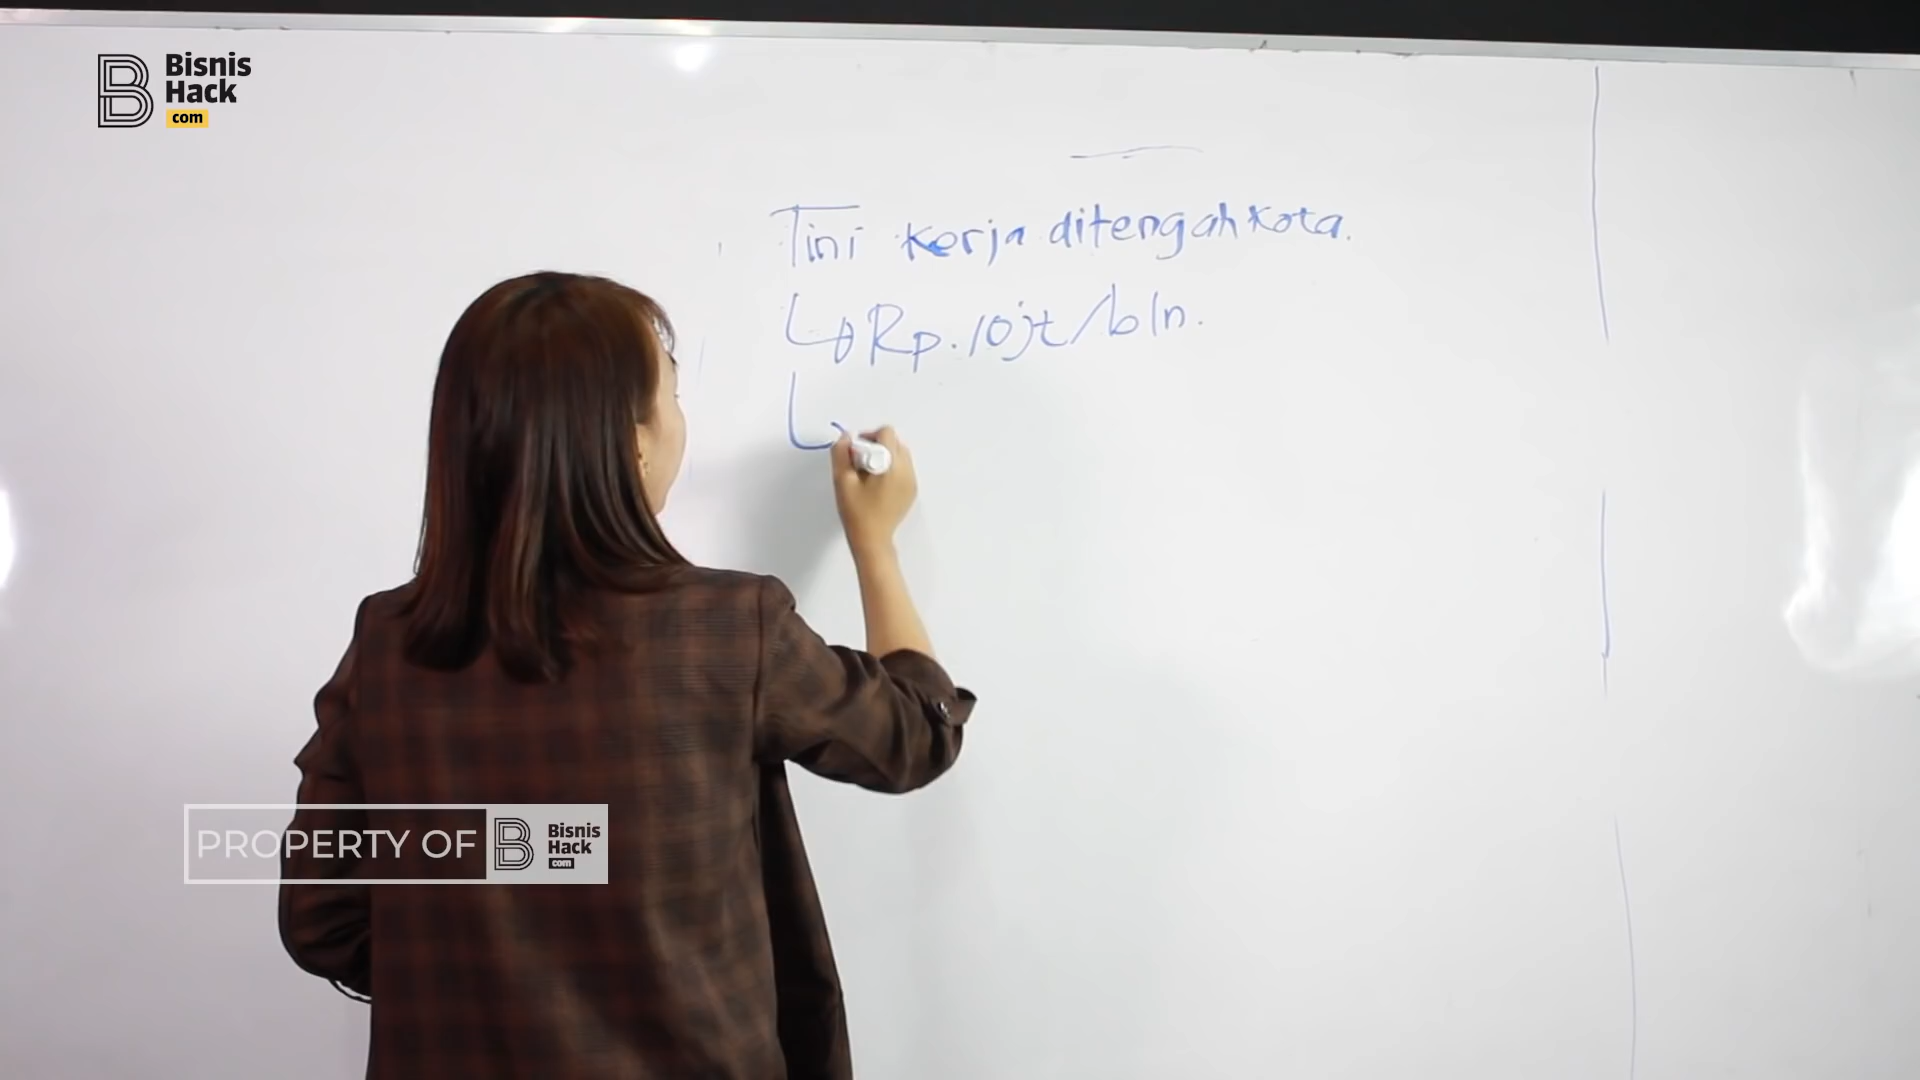 Bisnis
Hack
com
Tini kerja ditengah kota.
Rp.10jt/bln.
PROPERTY OF
Bisnis
Hack
com